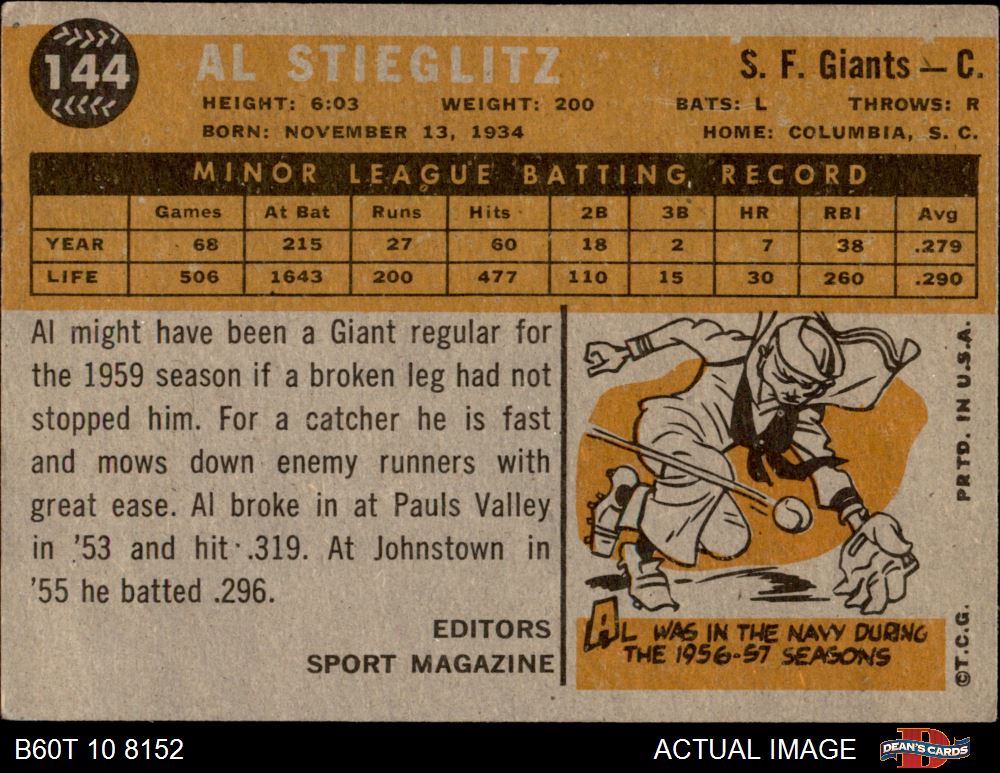 144
AL STIEGLITZ
S. F. Giants — C.
HEIGHT: 6:03 WEIGHT: 200 BATS: L THROWS: R
BORN: NOVEMBER 13, 1934 HOME: COLUMBIA, S. C.
MINOR LEAGUE BATTING RECORD
Games At Bat Runs Hits 2B 3B HR RBI Avg
YEAR 68 215 27 60 18 2 7 38 .279
LIFE 506 1643 200 477 110 15 30 260 .290
Al might have been a Giant regular for
the 1959 season if a broken leg had not
stopped him. For a catcher he is fast
and mows down enemy runners with
great ease. Al broke in at Pauls Valley
in '53 and hit .319. At Johnstown in
'55 he batted .296.
EDITORS
SPORT MAGAZINE
AL WAS IN THE NAVY DURING
THE 1956-57 SEASONS
PRTD. IN U.S.A.
©T.C.G.
B60T 10 8152
ACTUAL IMAGE
DEAN'S CARDS